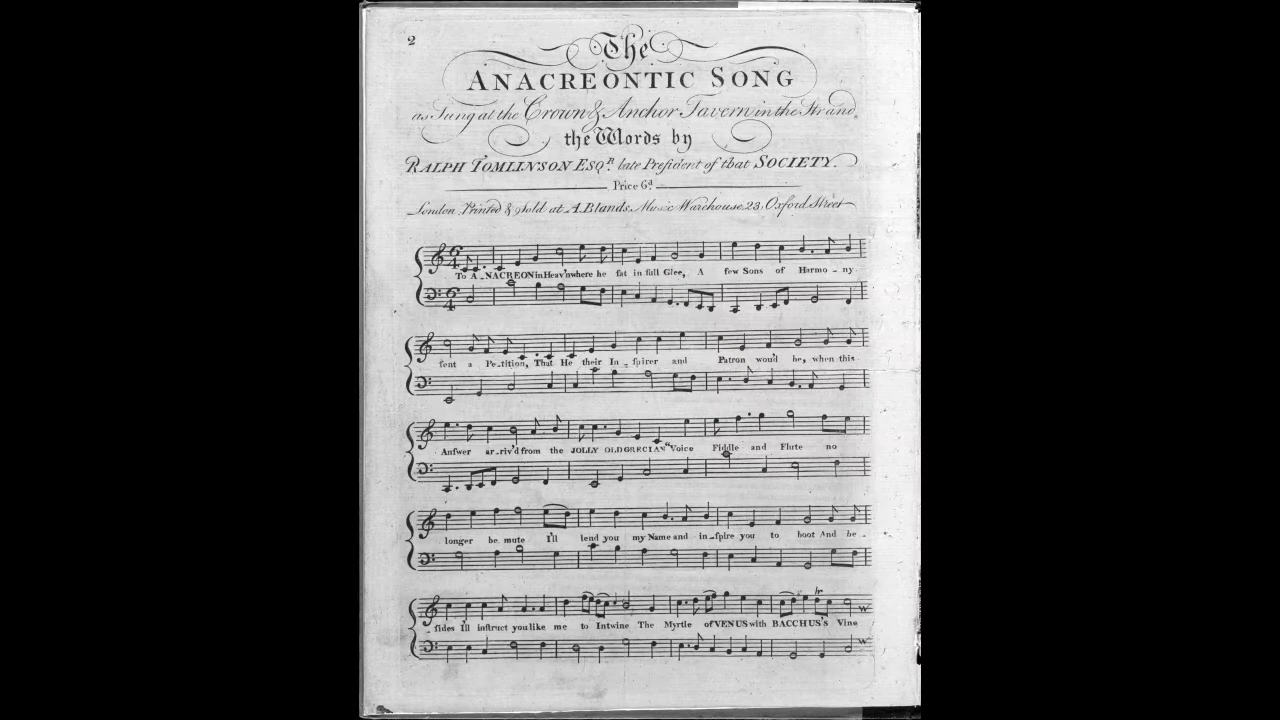 2
The
ANACREONTIC SONG
as Sung at the Crown & Anchor Tavern in the Strand,
the Words by
RALPH TOMLINSON ESQ.R late Preſident of that SOCIETY.
Price 6d
London Printed & Sold at A. Blands Music Warehouse 23, Oxford Street
To A-NACREON in Heav'n where he ſat in full Glee, A few Sons of Harmo-ny
ſent a Pe-tition, That He their In-ſpirer and Patron wou'd be, when this
Anſwer ar-riv'd from the JOLLY OLD GRECIAN "Voice Fiddle and Flute no
longer be mute I'll lend you my Name and in-ſpire you to boot And be-
-ſides I'll inſtruct you like me to Intwine The Myrtle of VENUS with BACCHUS's Vine